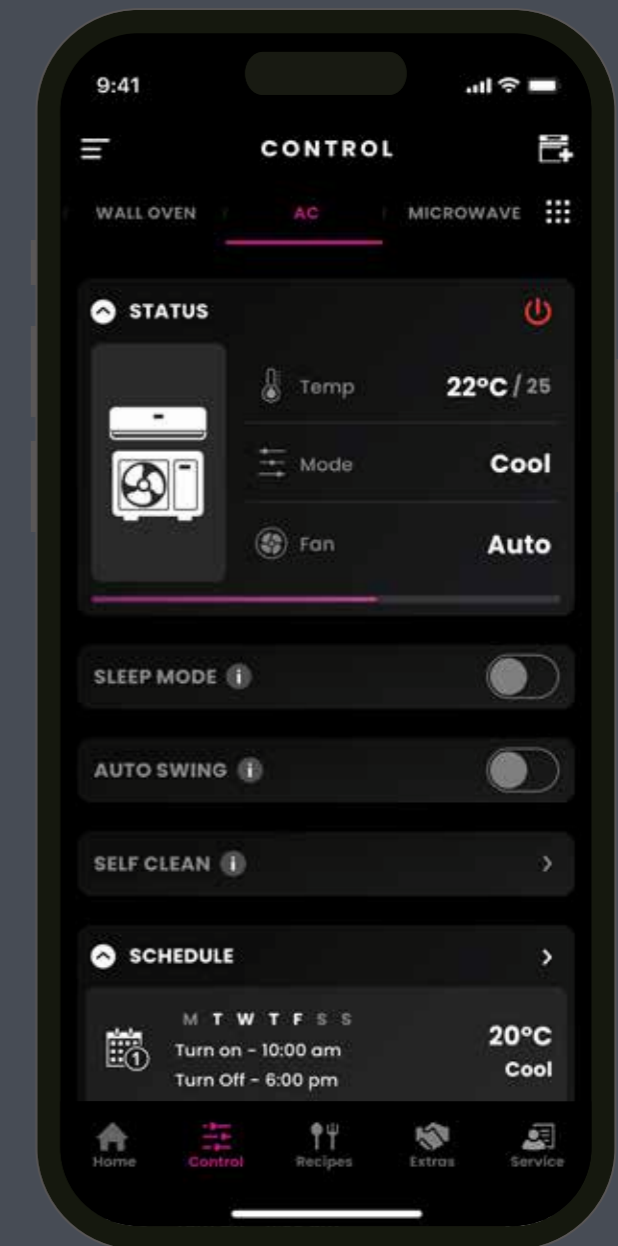 9:41
CONTROL
WALL OVEN / AC / MICROWAVE
STATUS
Temp 22°C / 25
Mode Cool
Fan Auto
SLEEP MODE i
AUTO SWING i
SELF CLEAN i
SCHEDULE
M T W T F S S
1 Turn on - 10:00 am 20°C
Turn Off - 6:00 pm Cool
Home Control Recipes Extras Service